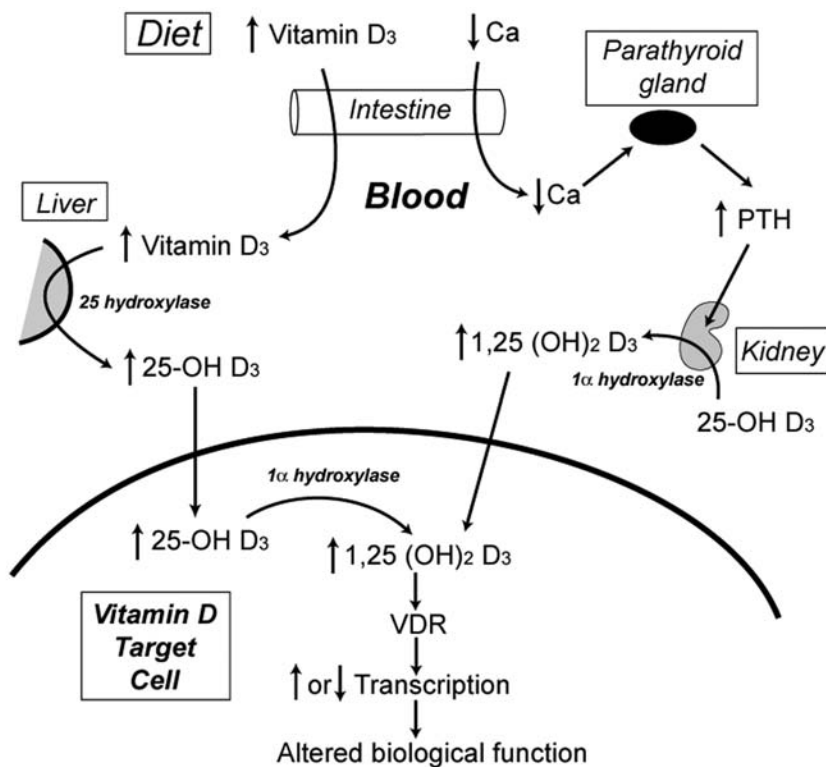 Diet
↑ Vitamin D₃
↓ Ca
Parathyroid
gland
Intestine
Blood
↓ Ca
Liver
↑ Vitamin D₃
↑ PTH
25 hydroxylase
↑ 25-OH D₃
↑ 1,25 (OH)₂ D₃
Kidney
1α hydroxylase
25-OH D₃
1α hydroxylase
↑ 25-OH D₃
↑ 1,25 (OH)₂ D₃
Vitamin D
Target
Cell
VDR
↑ or ↓ Transcription
Altered biological function